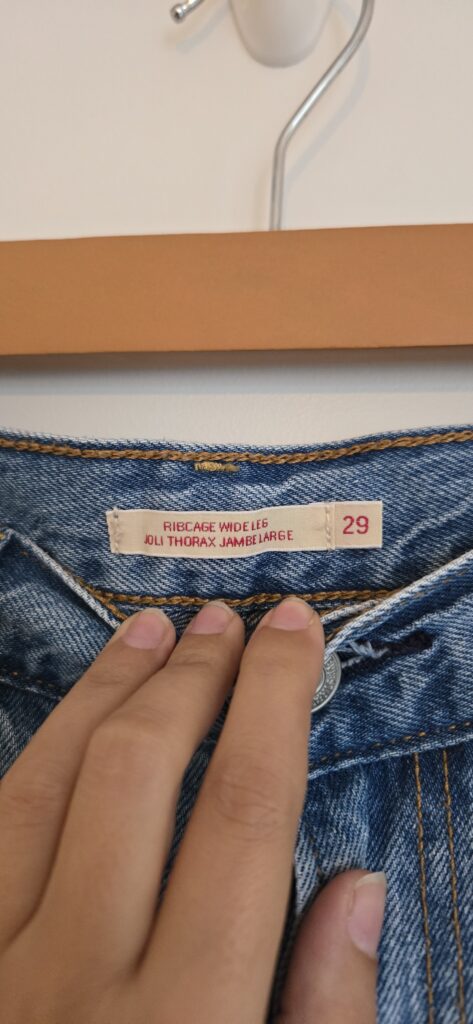 RIBCAGE WIDE LEG
JOLI THORAX JAMBE LARGE
29